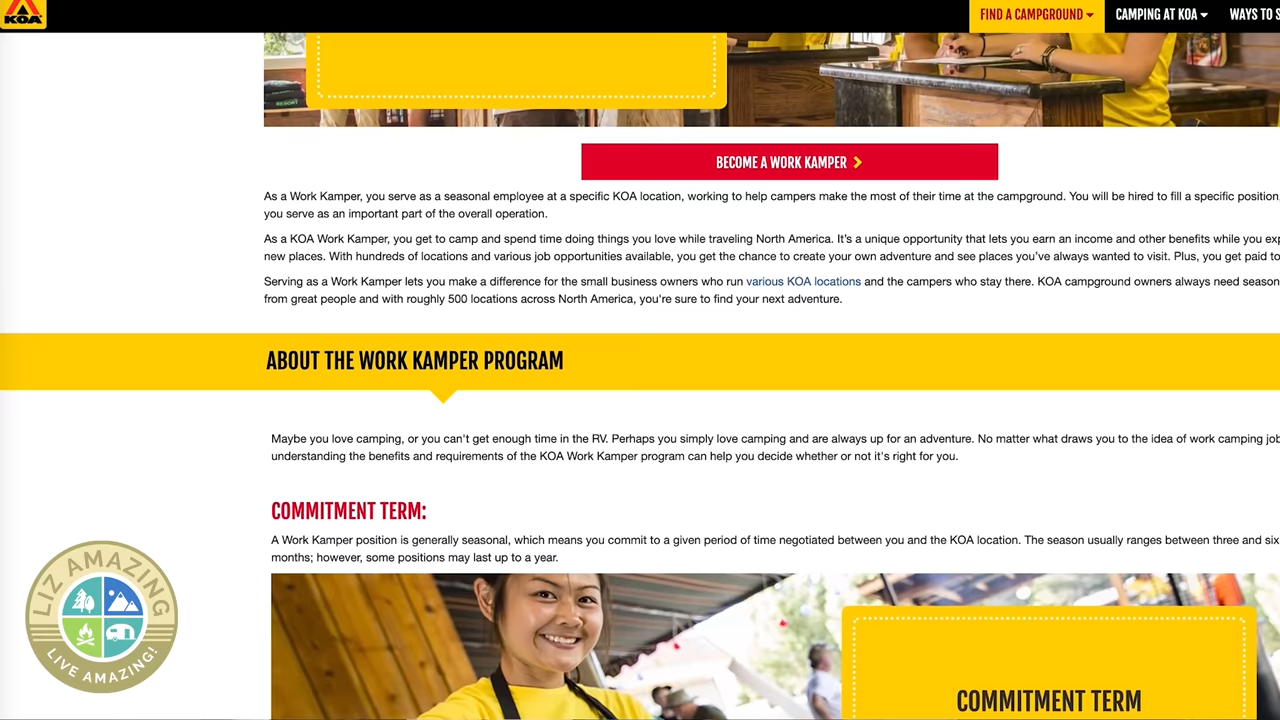 KOA
FIND A CAMPGROUND
CAMPING AT KOA
WAYS TO S
RESORT
BECOME A WORK KAMPER
As a Work Kamper, you serve as a seasonal employee at a specific KOA location, working to help campers make the most of their time at the campground. You will be hired to fill a specific position,
you serve as an important part of the overall operation.
As a KOA Work Kamper, you get to camp and spend time doing things you love while traveling North America. It's a unique opportunity that lets you earn an income and other benefits while you exp
new places. With hundreds of locations and various job opportunities available, you get the chance to create your own adventure and see places you've always wanted to visit. Plus, you get paid to
Serving as a Work Kamper lets you make a difference for the small business owners who run various KOA locations and the campers who stay there. KOA campground owners always need season
from great people and with roughly 500 locations across North America, you're sure to find your next adventure.
ABOUT THE WORK KAMPER PROGRAM
Maybe you love camping, or you can't get enough time in the RV. Perhaps you simply love camping and are always up for an adventure. No matter what draws you to the idea of work camping job
understanding the benefits and requirements of the KOA Work Kamper program can help you decide whether or not it's right for you.
COMMITMENT TERM:
A Work Kamper position is generally seasonal, which means you commit to a given period of time negotiated between you and the KOA location. The season usually ranges between three and six
months; however, some positions may last up to a year.
LIZ AMAZING
LIVE AMAZING!
COMMITMENT TERM